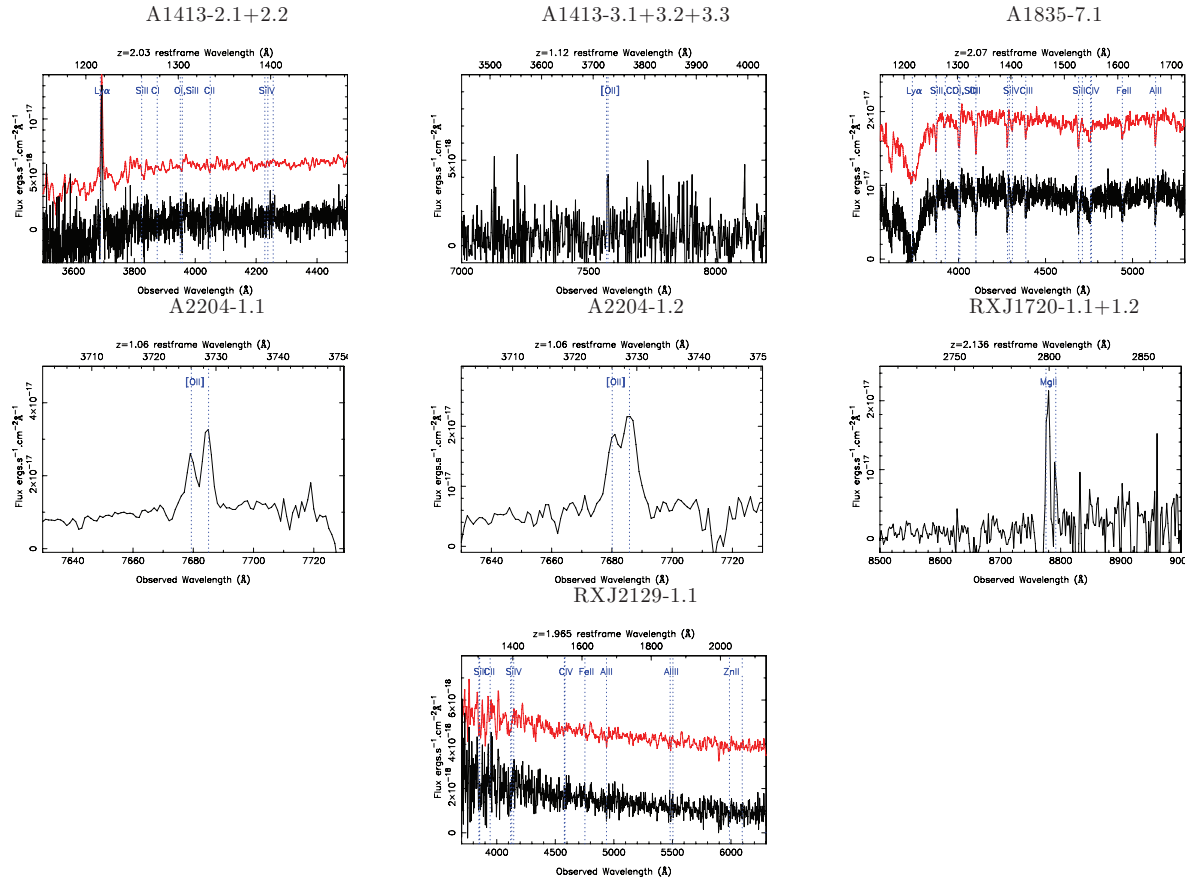 A1413-2.1+2.2
z=2.03 restframe Wavelength (Å)
1200 1300 1400
Lyα SiII CI O I,SiII CII SiIV
Flux ergs.s⁻¹.cm⁻²Å⁻¹
0 5×10⁻¹⁸ 10⁻¹⁷
3600 3800 4000 4200 4400
Observed Wavelength (Å)
A1413-3.1+3.2+3.3
z=1.12 restframe Wavelength (Å)
3500 3600 3700 3800 3900 4000
[OII]
Flux ergs.s⁻¹.cm⁻²Å⁻¹
0 5×10⁻¹⁸
7000 7500 8000
Observed Wavelength (Å)
A1835-7.1
z=2.07 restframe Wavelength (Å)
1200 1300 1400 1500 1600 1700
Lyα SiIV CIII SiII CIV FeII AlII
Flux ergs.s⁻¹.cm⁻²Å⁻¹
0 10⁻¹⁷ 2×10⁻¹⁷
4000 4500 5000
Observed Wavelength (Å)
A2204-1.1
z=1.06 restframe Wavelength (Å)
3710 3720 3730 3740 375
[OII]
Flux ergs.s⁻¹.cm⁻²Å⁻¹
0 2×10⁻¹⁷ 4×10⁻¹⁷
7640 7660 7680 7700 7720
Observed Wavelength (Å)
A2204-1.2
z=1.06 restframe Wavelength (Å)
3710 3720 3730 3740 375
[OII]
Flux ergs.s⁻¹.cm⁻²Å⁻¹
0 10⁻¹⁷ 2×10⁻¹⁷
7640 7660 7680 7700 7720
Observed Wavelength (Å)
RXJ1720-1.1+1.2
z=2.136 restframe Wavelength (Å)
2750 2800 2850
MgII
Flux ergs.s⁻¹.cm⁻²Å⁻¹
0 10⁻¹⁷ 2×10⁻¹⁷
8500 8600 8700 8800 8900 900
Observed Wavelength (Å)
RXJ2129-1.1
z=1.965 restframe Wavelength (Å)
1400 1600 1800 2000
SiII CII SiIV CIV FeII AlII AlIII ZnII
Flux ergs.s⁻¹.cm⁻²Å⁻¹
0 2×10⁻¹⁸ 4×10⁻¹⁸ 6×10⁻¹⁸
4000 4500 5000 5500 6000
Observed Wavelength (Å)